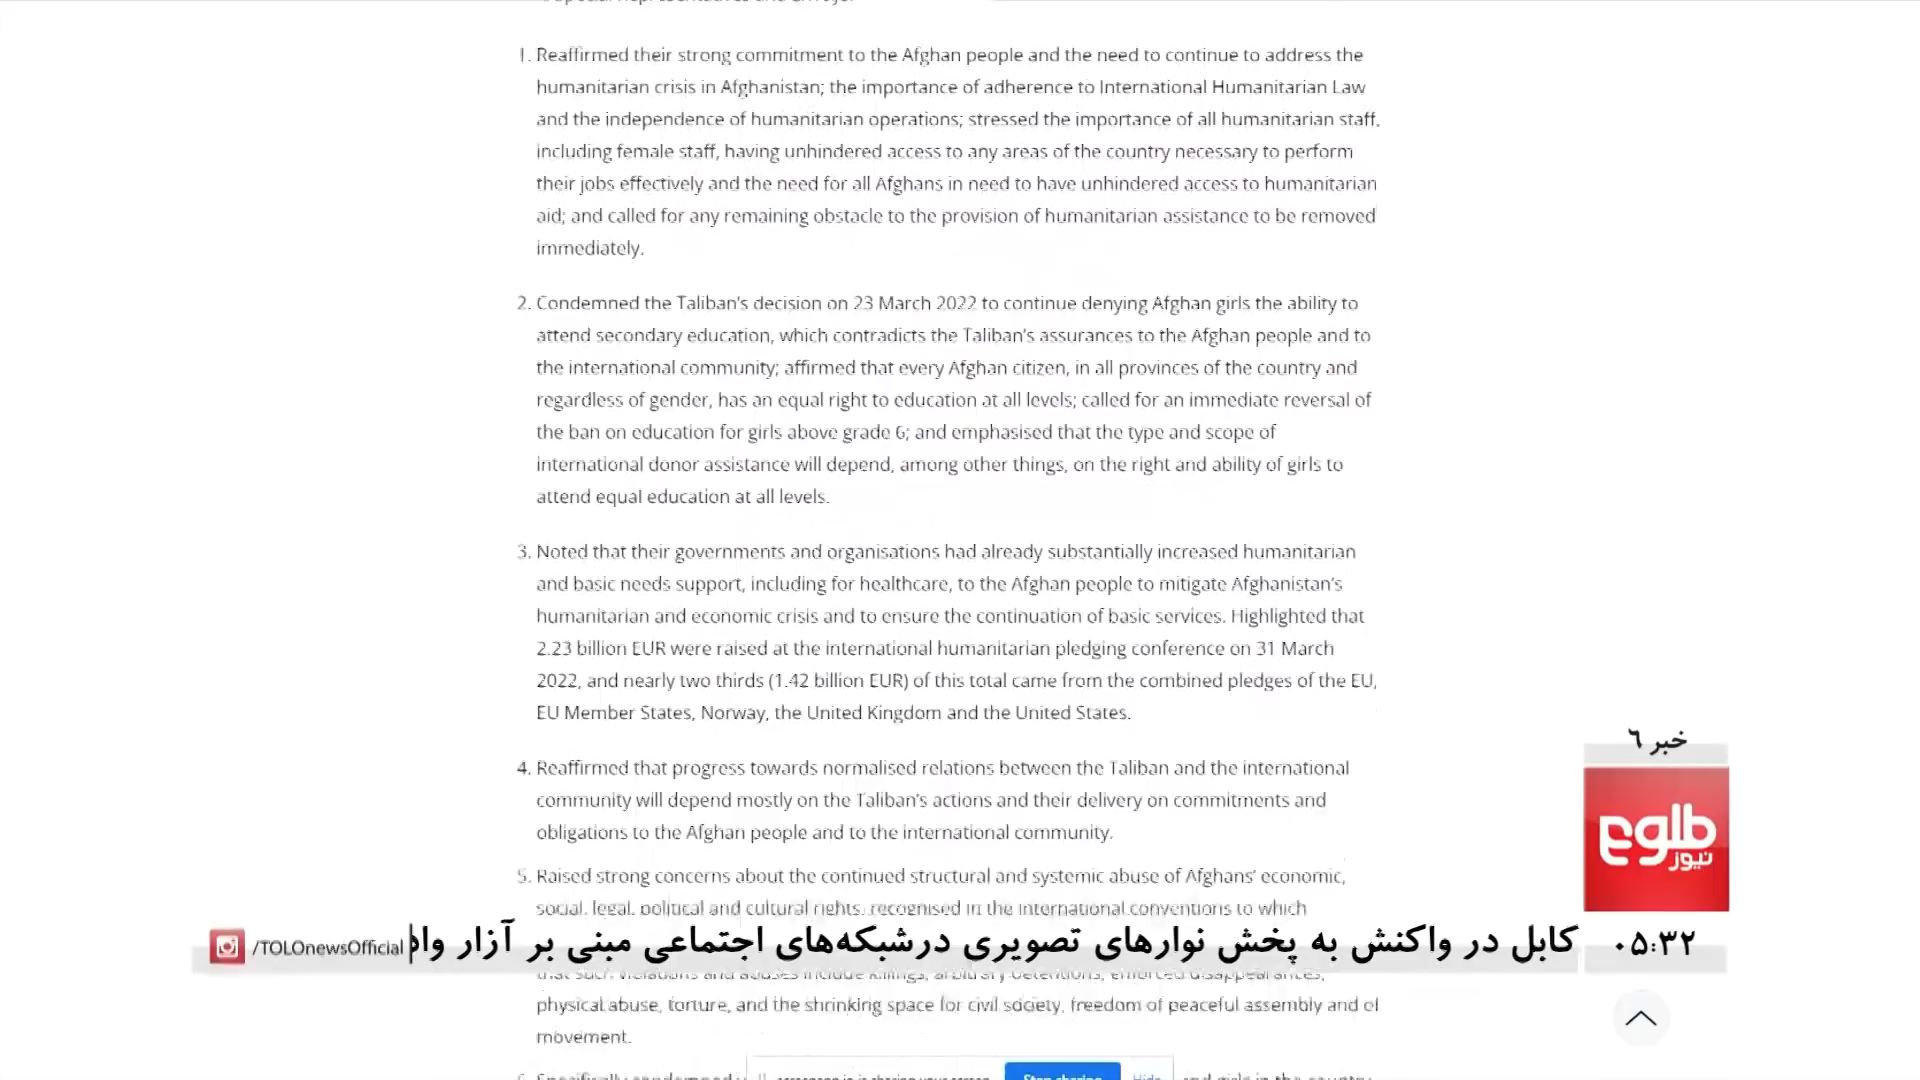 1. Reaffirmed their strong commitment to the Afghan people and the need to continue to address the
humanitarian crisis in Afghanistan; the importance of adherence to International Humanitarian Law
and the independence of humanitarian operations; stressed the importance of all humanitarian staff,
including female staff, having unhindered access to any areas of the country necessary to perform
their jobs effectively and the need for all Afghans in need to have unhindered access to humanitarian
aid; and called for any remaining obstacle to the provision of humanitarian assistance to be removed
immediately.
2. Condemned the Taliban's decision on 23 March 2022 to continue denying Afghan girls the ability to
attend secondary education, which contradicts the Taliban's assurances to the Afghan people and to
the international community; affirmed that every Afghan citizen, in all provinces of the country and
regardless of gender, has an equal right to education at all levels; called for an immediate reversal of
the ban on education for girls above grade 6; and emphasised that the type and scope of
international donor assistance will depend, among other things, on the right and ability of girls to
attend equal education at all levels.
3. Noted that their governments and organisations had already substantially increased humanitarian
and basic needs support, including for healthcare, to the Afghan people to mitigate Afghanistan's
humanitarian and economic crisis and to ensure the continuation of basic services. Highlighted that
2.23 billion EUR were raised at the international humanitarian pledging conference on 31 March
2022, and nearly two thirds (1.42 billion EUR) of this total came from the combined pledges of the EU,
EU Member States, Norway, the United Kingdom and the United States.
4. Reaffirmed that progress towards normalised relations between the Taliban and the international
community will depend mostly on the Taliban's actions and their delivery on commitments and
obligations to the Afghan people and to the international community.
5. Raised strong concerns about the continued structural and systemic abuse of Afghans' economic,
social, legal, political and cultural rights, recognised in the international conventions to which
that such violations and abuses include killings, arbitrary detentions, enforced disappearances,
physical abuse, torture, and the shrinking space for civil society, freedom of peaceful assembly and of
movement.
خبر ۶
طلوع
نیوز
کابل در واکنش به پخش نوارهای تصویری درشبکه‌های اجتماعی مبنی بر آزار واذ
۰۵:۳۲
/TOLOnewsOfficial
Stop sharing
Hide